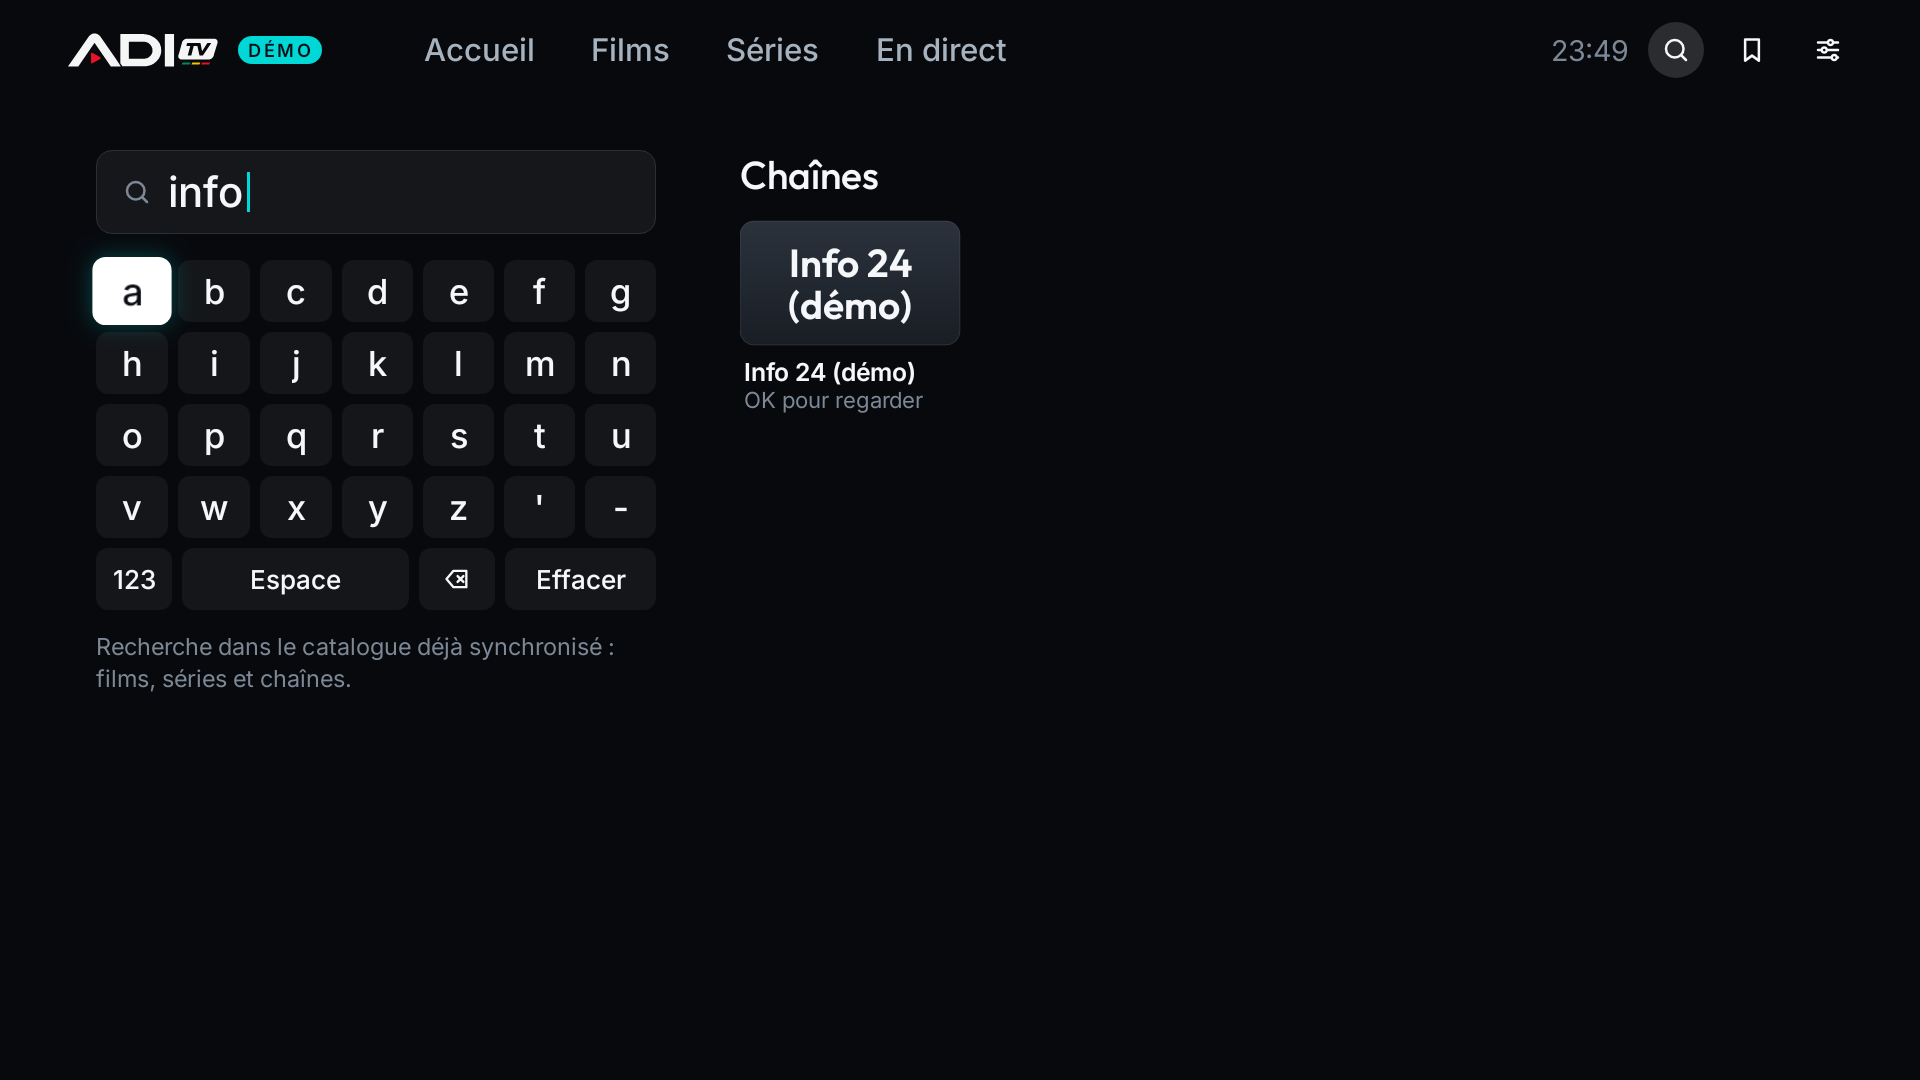 ADI TV DÉMO Accueil Films Séries En direct 23:49
info
a b c d e f g
h i j k l m n
o p q r s t u
v w x y z ' -
123 Espace Effacer
Recherche dans le catalogue déjà synchronisé :
films, séries et chaînes.
Chaînes
Info 24
(démo)
Info 24 (démo)
OK pour regarder